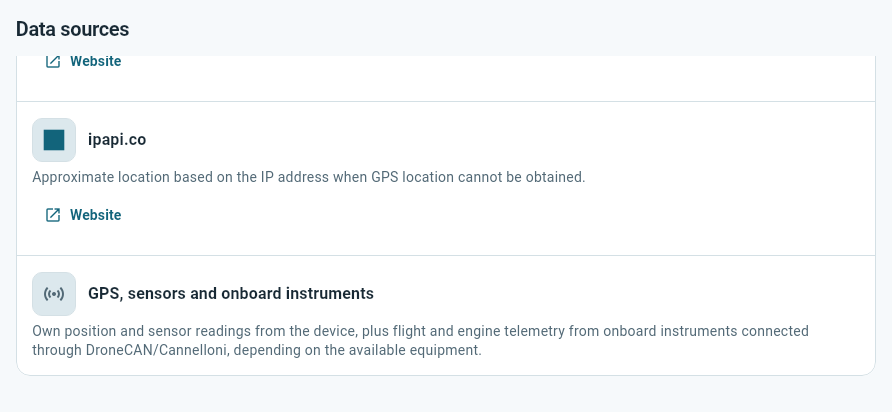 Data sources
Website
ipapi.co
Approximate location based on the IP address when GPS location cannot be obtained.
Website
GPS, sensors and onboard instruments
Own position and sensor readings from the device, plus flight and engine telemetry from onboard instruments connected
through DroneCAN/Cannelloni, depending on the available equipment.